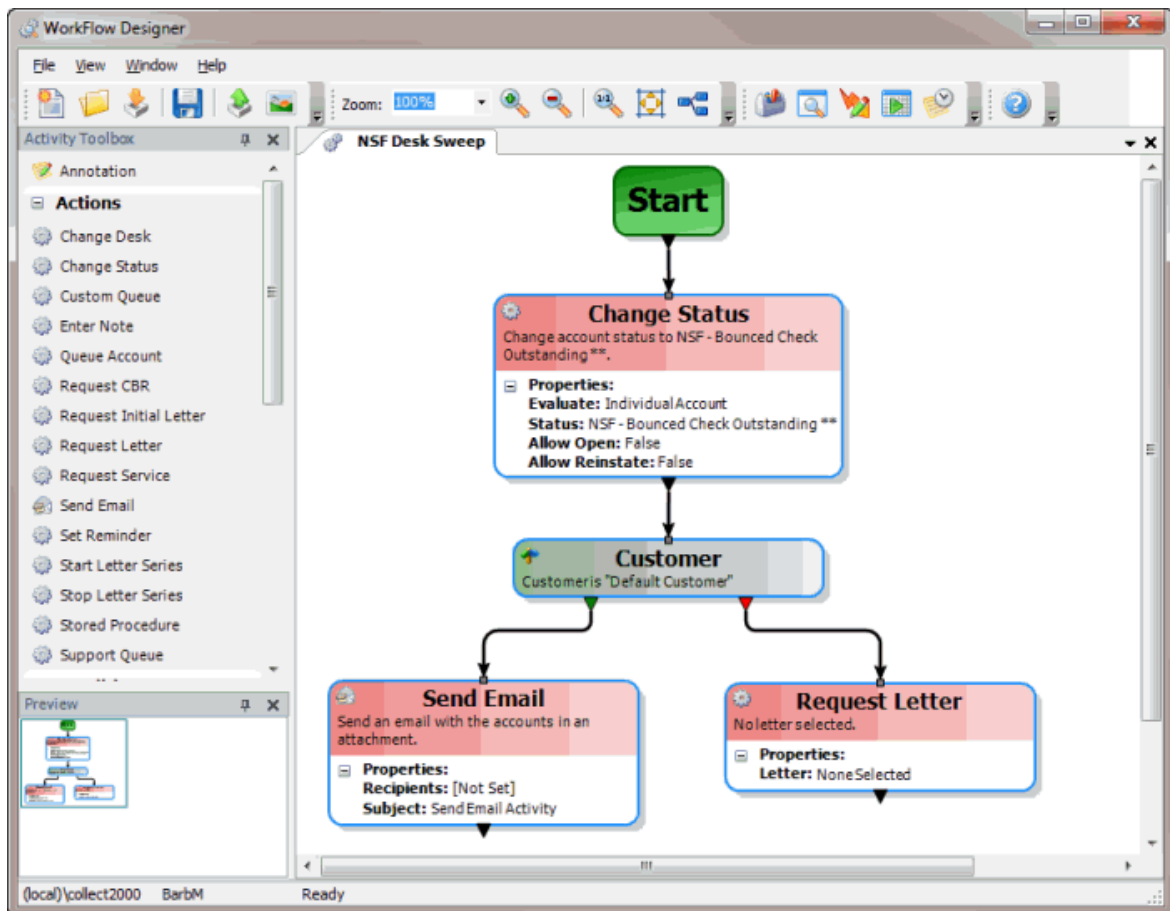 WorkFlow Designer
File View Window Help
Zoom: 100%
Activity Toolbox
NSF Desk Sweep
Annotation
Actions
Change Desk
Change Status
Custom Queue
Enter Note
Queue Account
Request CBR
Request Initial Letter
Request Letter
Request Service
Send Email
Set Reminder
Start Letter Series
Stop Letter Series
Stored Procedure
Support Queue
Preview
Start
Change Status
Change account status to NSF - Bounced Check
Outstanding **.
Properties:
Evaluate: Individual Account
Status: NSF - Bounced Check Outstanding **
Allow Open: False
Allow Reinstate: False
Customer
Customer is "Default Customer"
Send Email
Send an email with the accounts in an
attachment.
Properties:
Recipients: [Not Set]
Subject: Send Email Activity
Request Letter
No letter selected.
Properties:
Letter: None Selected
(local)\collect2000 BarbM Ready